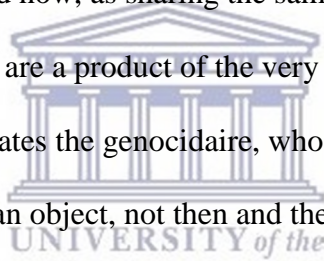 d now, as sharing the sam
are a product of the very
ates the genocidaire, who
an object, not then and the
UNIVERSITY of the